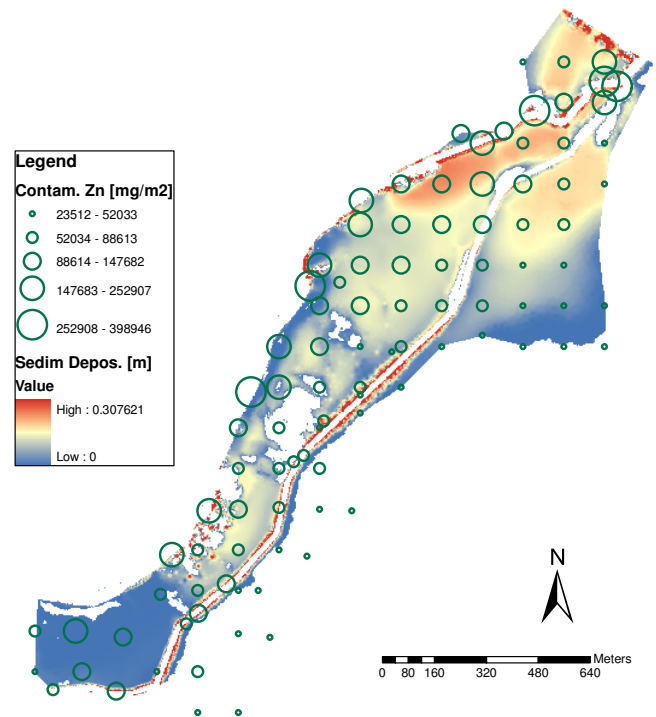 Legend
Contam. Zn [mg/m2]
23512 - 52033
52034 - 88613
88614 - 147682
147683 - 252907
252908 - 398946
Sedim Depos. [m]
Value
High : 0.307621
Low : 0
N
Meters
0 80 160 320 480 640